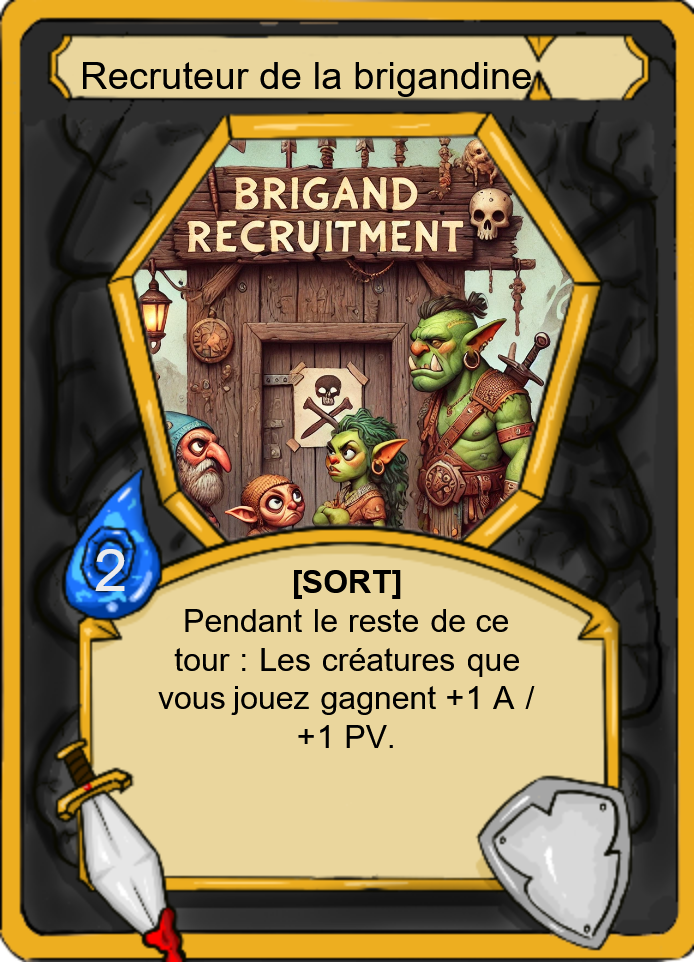 Recruteur de la brigandine
BRIGAND
RECRUITMENT
2
[SORT]
Pendant le reste de ce
tour : Les créatures que
vous jouez gagnent +1 A /
+1 PV.